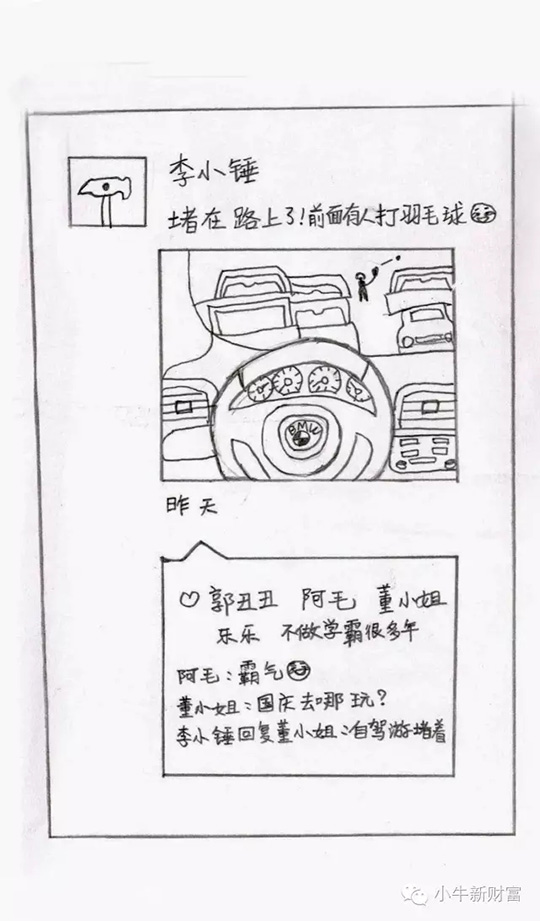 李小锤
堵在路上了!前面有人打羽毛球
BMW
昨天
郭丑丑 阿毛 董小姐
乐乐 不做学霸很多年
阿毛:霸气
董小姐:国庆去哪玩?
李小锤回复董小姐:自驾游堵着
小牛新财富